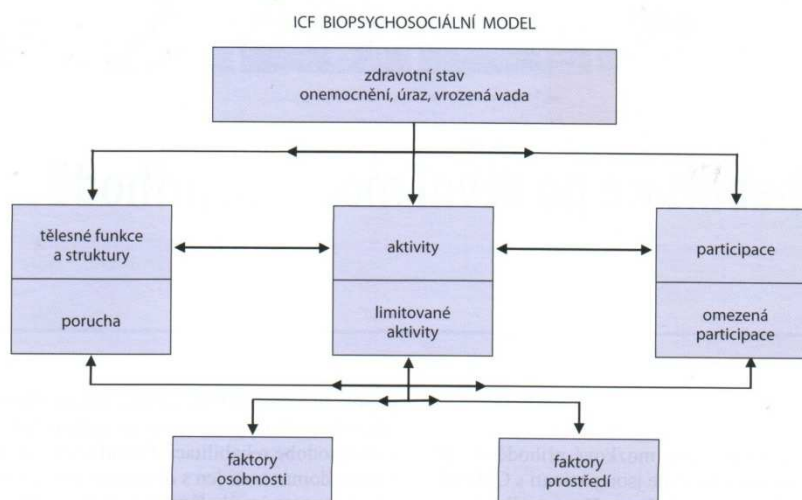 ICF BIOPSYCHOSOCIÁLNÍ MODEL
zdravotní stav
onemocnění, úraz, vrozená vada
tělesné funkce
a struktury
aktivity
participace
porucha
limitované
aktivity
omezená
participace
faktory
osobnosti
faktory
prostředí